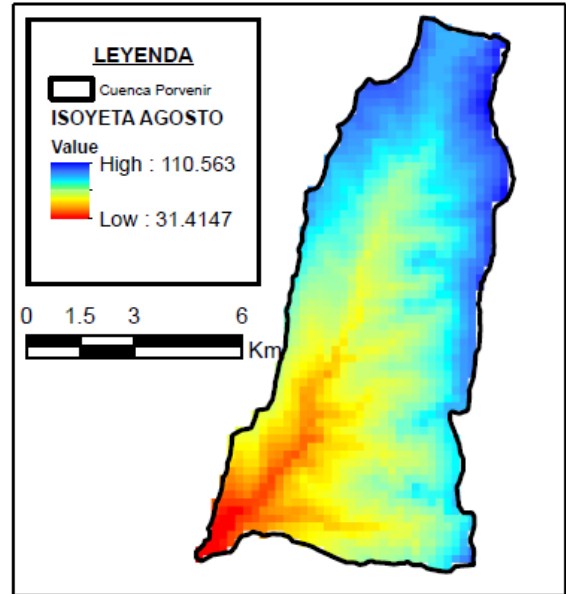 LEYENDA
Cuenca Porvenir
ISOYETA AGOSTO
Value
High : 110.563
Low : 31.4147
0 1.5 3 6
Km